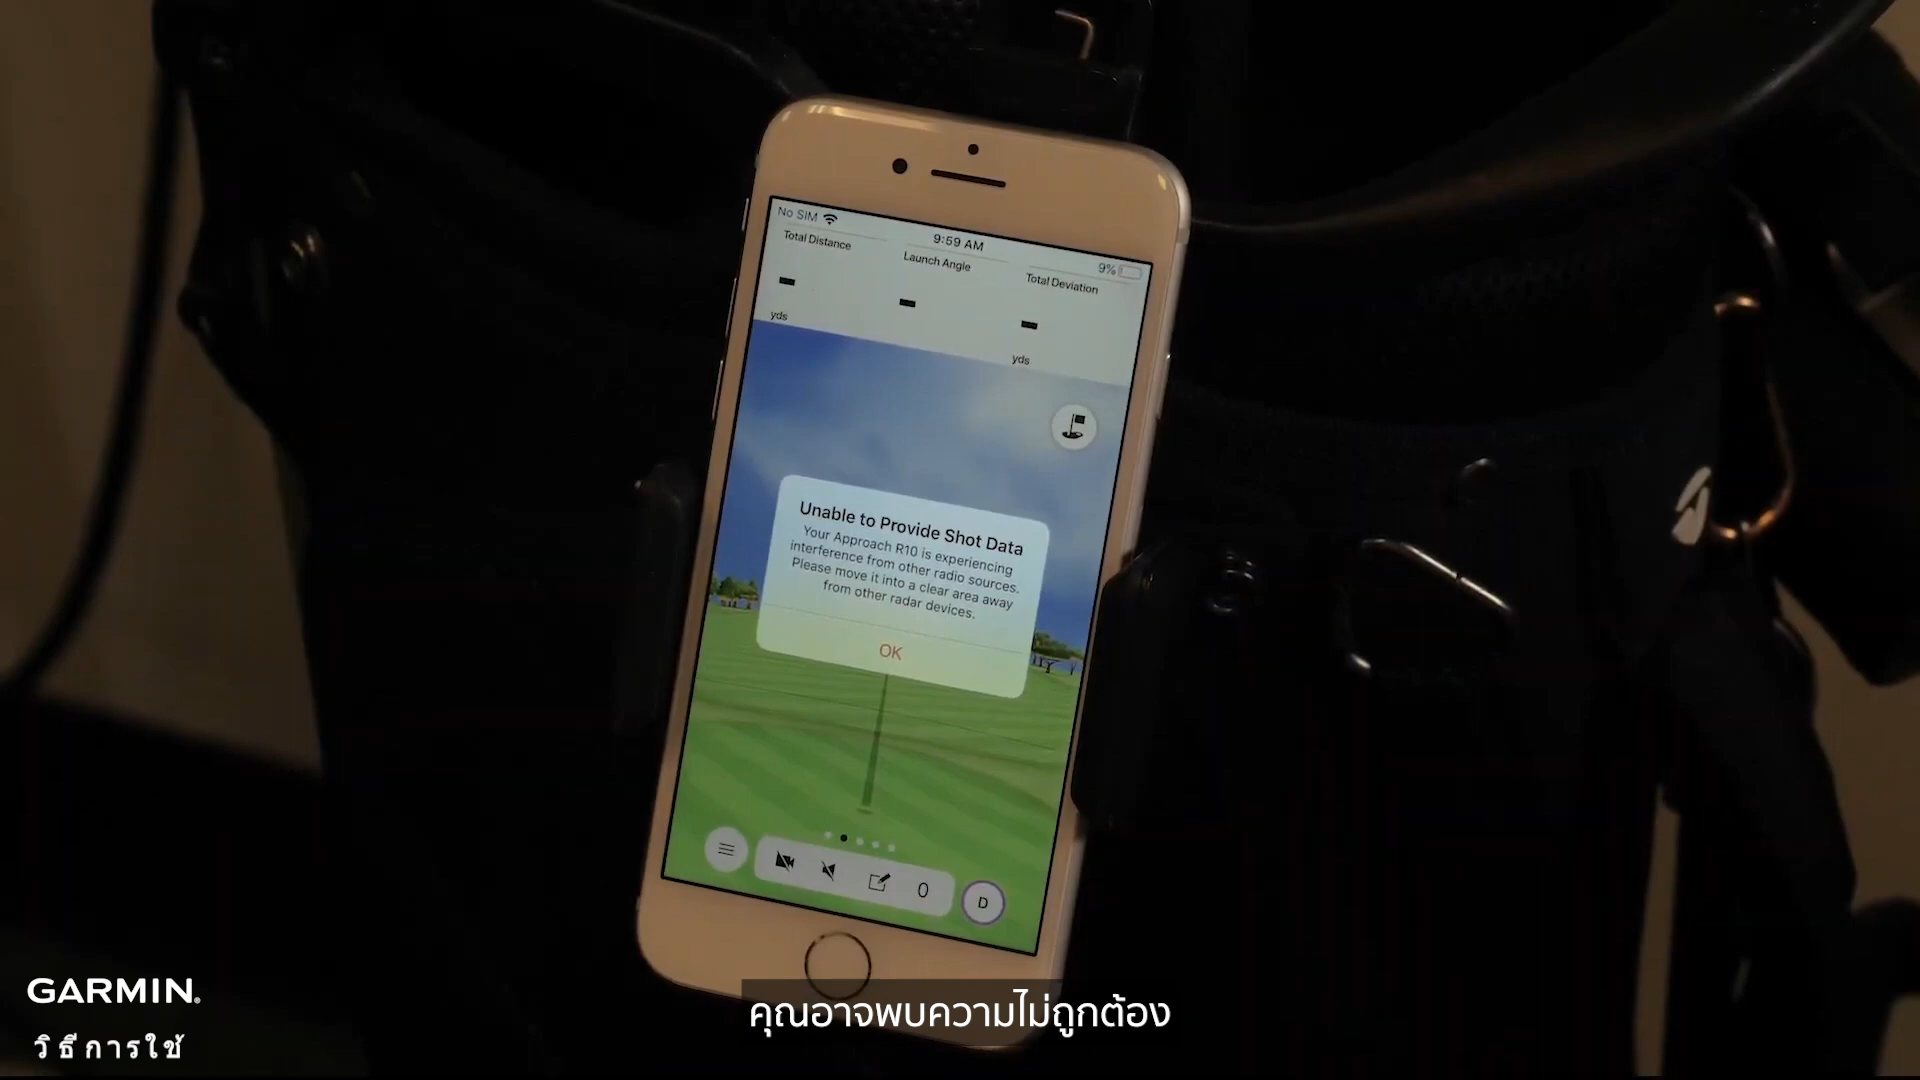 No SIM
9:59 AM
9%
Total Distance
Launch Angle
Total Deviation
-
-
-
yds
yds
Unable to Provide Shot Data
Your Approach R10 is experiencing
interference from other radio sources.
Please move it into a clear area away
from other radar devices.
OK
0
D
GARMIN®
วิธีการใช้
คุณอาจพบความไม่ถูกต้อง